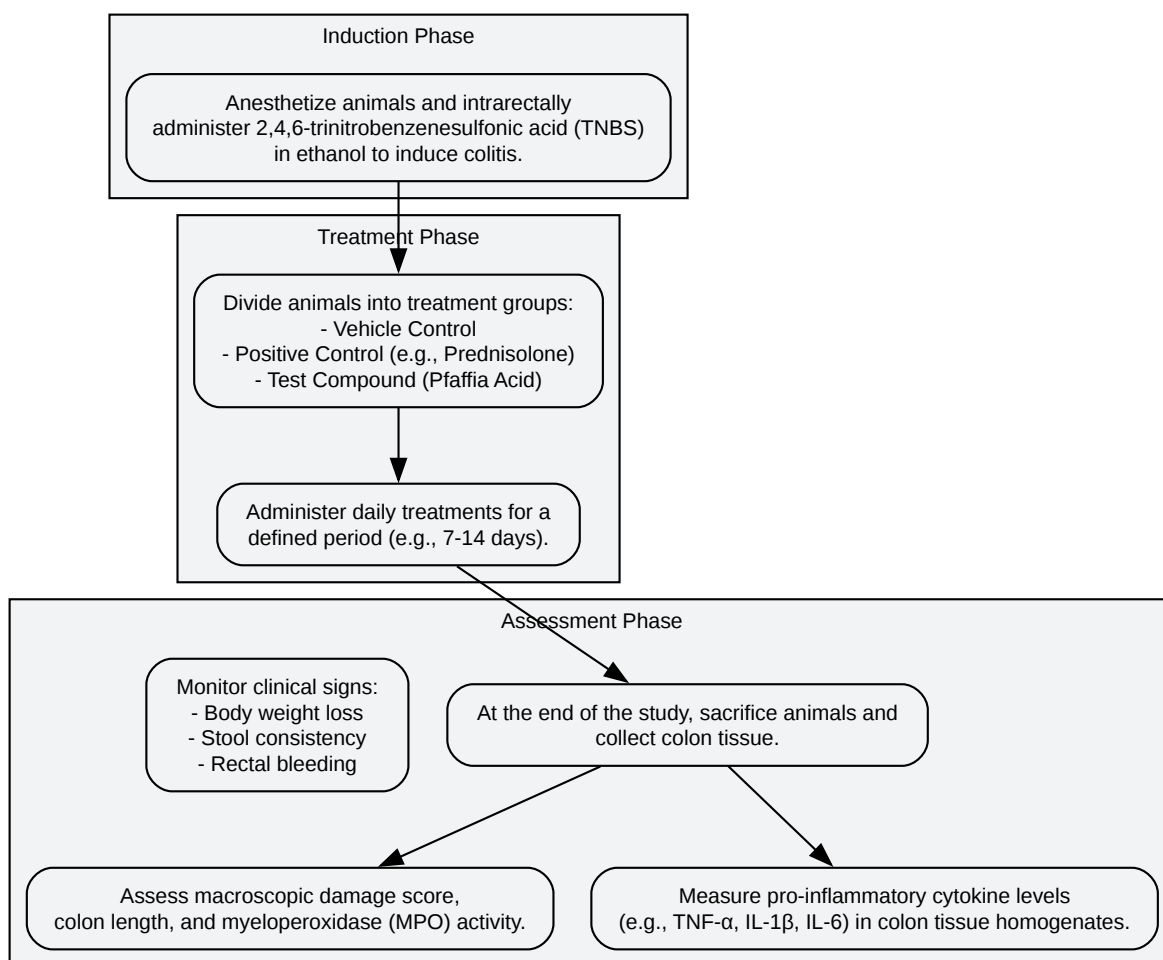 Induction Phase
Anesthetize animals and intrarectally
administer 2,4,6-trinitrobenzenesulfonic acid (TNBS)
in ethanol to induce colitis.
Treatment Phase
Divide animals into treatment groups:
- Vehicle Control
- Positive Control (e.g., Prednisolone)
- Test Compound (Pfaffia Acid)
Administer daily treatments for a
defined period (e.g., 7-14 days).
Assessment Phase
Monitor clinical signs:
- Body weight loss
- Stool consistency
- Rectal bleeding
At the end of the study, sacrifice animals and
collect colon tissue.
Assess macroscopic damage score,
colon length, and myeloperoxidase (MPO) activity.
Measure pro-inflammatory cytokine levels
(e.g., TNF-α, IL-1β, IL-6) in colon tissue homogenates.